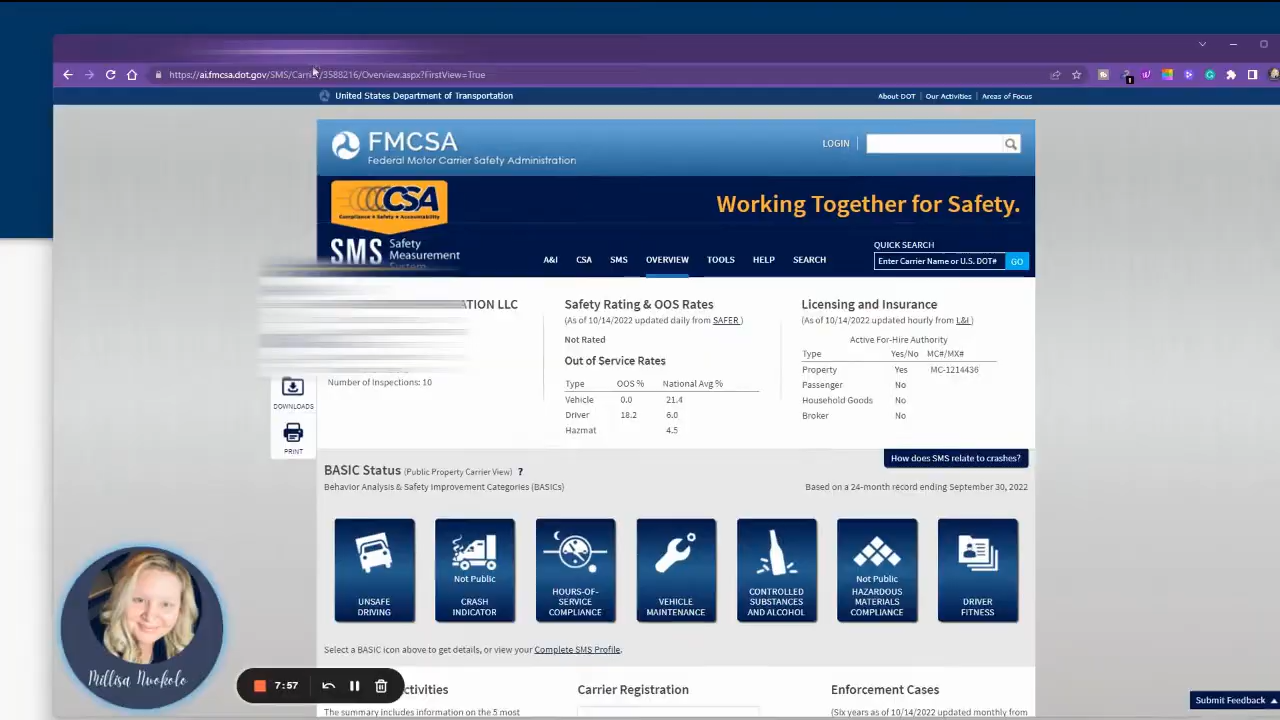 https://ai.fmcsa.dot.gov/SMS/Carrier/3588216/Overview.aspx?FirstView=True
United States Department of Transportation
About DOT | Our Activities | Areas of Focus
FMCSA
Federal Motor Carrier Safety Administration
LOGIN
CSA
Compliance • Safety • Accountability
Working Together for Safety.
SMS Safety Measurement System
QUICK SEARCH
A&I CSA SMS OVERVIEW TOOLS HELP SEARCH
Enter Carrier Name or U.S. DOT# GO
ATION LLC
Number of Inspections: 10
DOWNLOADS
PRINT
Safety Rating & OOS Rates
(As of 10/14/2022 updated daily from SAFER )
Not Rated
Out of Service Rates
Type OOS % National Avg %
Vehicle 0.0 21.4
Driver 18.2 6.0
Hazmat 4.5
Licensing and Insurance
(As of 10/14/2022 updated hourly from L&I )
Active For-Hire Authority
Type Yes/No MC#/MX#
Property Yes MC-1214436
Passenger No
Household Goods No
Broker No
How does SMS relate to crashes?
BASIC Status (Public Property Carrier View) ?
Behavior Analysis & Safety Improvement Categories (BASICs)
Based on a 24-month record ending September 30, 2022
UNSAFE
DRIVING
Not Public
CRASH
INDICATOR
HOURS-OF-
SERVICE
COMPLIANCE
VEHICLE
MAINTENANCE
CONTROLLED
SUBSTANCES
AND ALCOHOL
Not Public
HAZARDOUS
MATERIALS
COMPLIANCE
DRIVER
FITNESS
Select a BASIC icon above to get details, or view your Complete SMS Profile.
Millisa Nwokolo
7:57
ctivities
The summary includes information on the 5 most
Carrier Registration
Enforcement Cases
(Six years as of 10/14/2022 updated monthly from
Submit Feedback